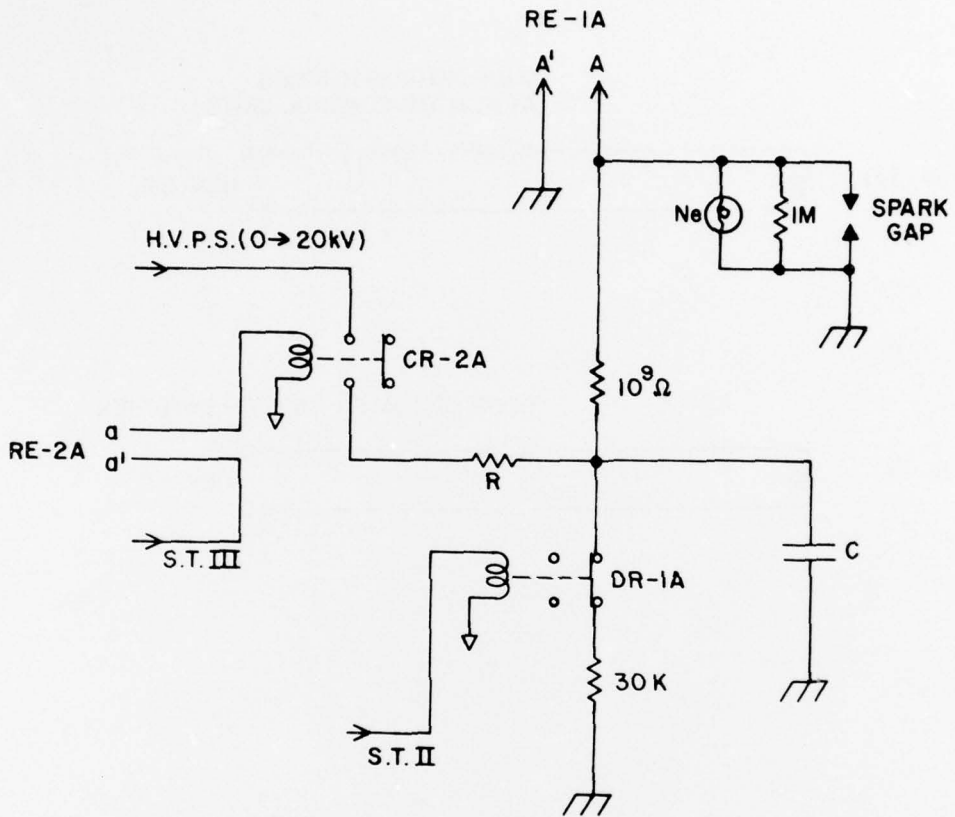 RE-1A
A' A
Ne
1M
SPARK
GAP
H.V.P.S.(0→20kV)
CR-2A
10⁹Ω
RE-2A
a
a'
R
S.T. III
DR-1A
C
30K
S.T. II